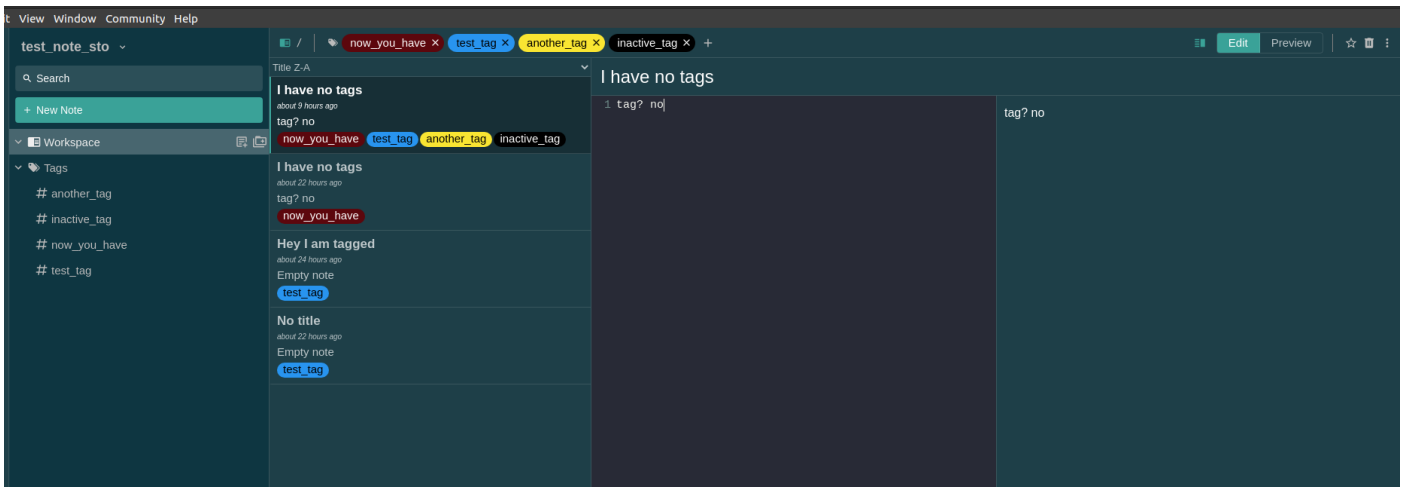 t View Window Community Help
test_note_sto
/ now_you_have × test_tag × another_tag × inactive_tag × +
Edit Preview
Search
+ New Note
Workspace
Tags
# another_tag
# inactive_tag
# now_you_have
# test_tag
Title Z-A
I have no tags
about 9 hours ago
tag? no
now_you_have test_tag another_tag inactive_tag
I have no tags
about 22 hours ago
tag? no
now_you_have
Hey I am tagged
about 24 hours ago
Empty note
test_tag
No title
about 22 hours ago
Empty note
test_tag
I have no tags
1 tag? no
tag? no